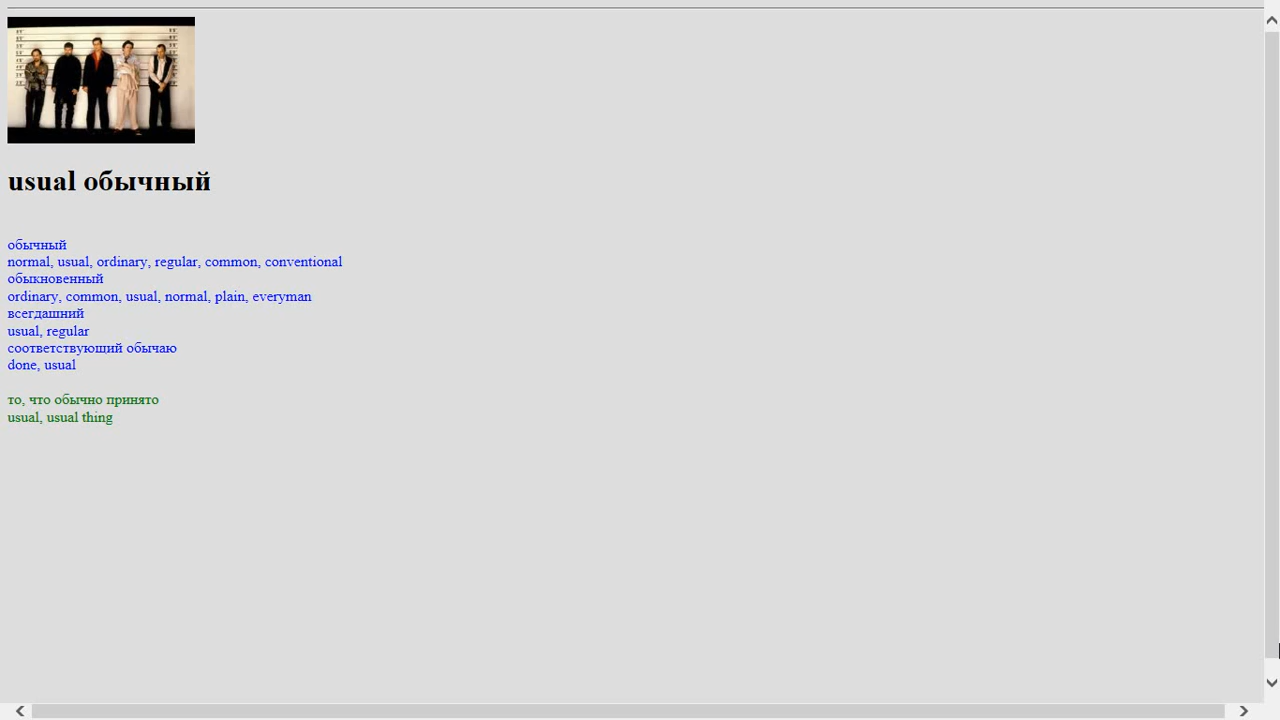 usual обычный
обычный
normal, usual, ordinary, regular, common, conventional
обыкновенный
ordinary, common, usual, normal, plain, everyman
всегдашний
usual, regular
соответствующий обычаю
done, usual
то, что обычно принято
usual, usual thing